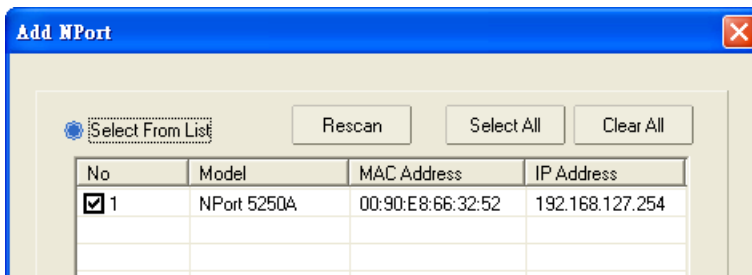 Add NPort
Select From List Rescan Select All Clear All
No Model MAC Address IP Address
1 NPort 5250A 00:90:E8:66:32:52 192.168.127.254